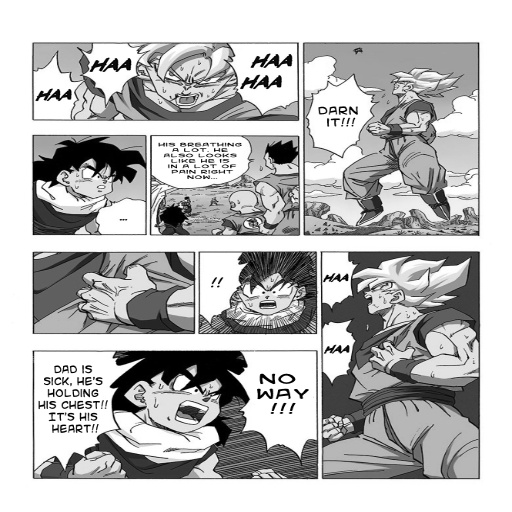 HAA
HAA
HAA
HAA
DARN
IT!!!
...
HIS BREATHING
A LOT. HE
ALSO LOOKS
LIKE HE IS
IN A LOT OF
PAIN RIGHT
NOW...
!!
HAA
HAA
DAD IS
SICK, HE'S
HOLDING
HIS CHEST!!
IT'S HIS
HEART!!
NO
WAY
!!!